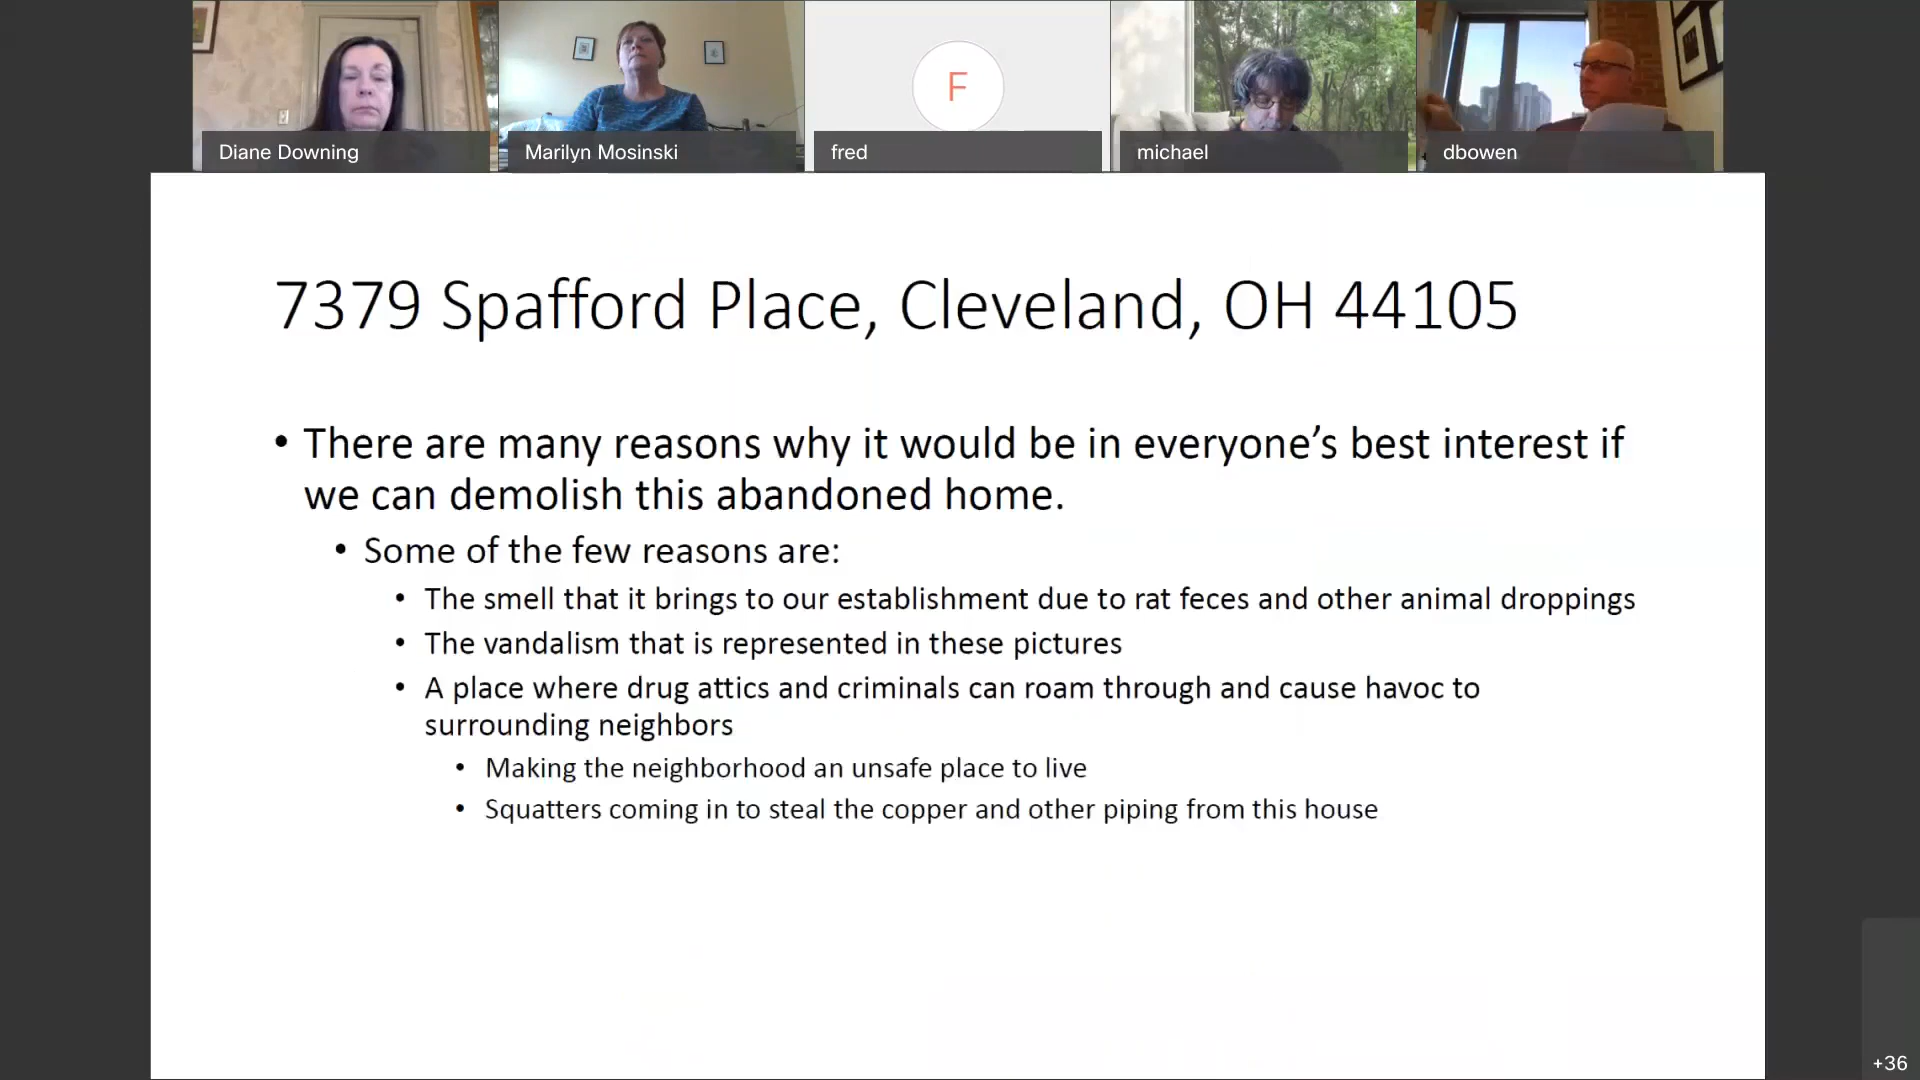 Diane Downing
Marilyn Mosinski
F
fred
michael
dbowen
7379 Spafford Place, Cleveland, OH 44105
• There are many reasons why it would be in everyone’s best interest if
we can demolish this abandoned home.
• Some of the few reasons are:
• The smell that it brings to our establishment due to rat feces and other animal droppings
• The vandalism that is represented in these pictures
• A place where drug attics and criminals can roam through and cause havoc to
surrounding neighbors
• Making the neighborhood an unsafe place to live
• Squatters coming in to steal the copper and other piping from this house
+36